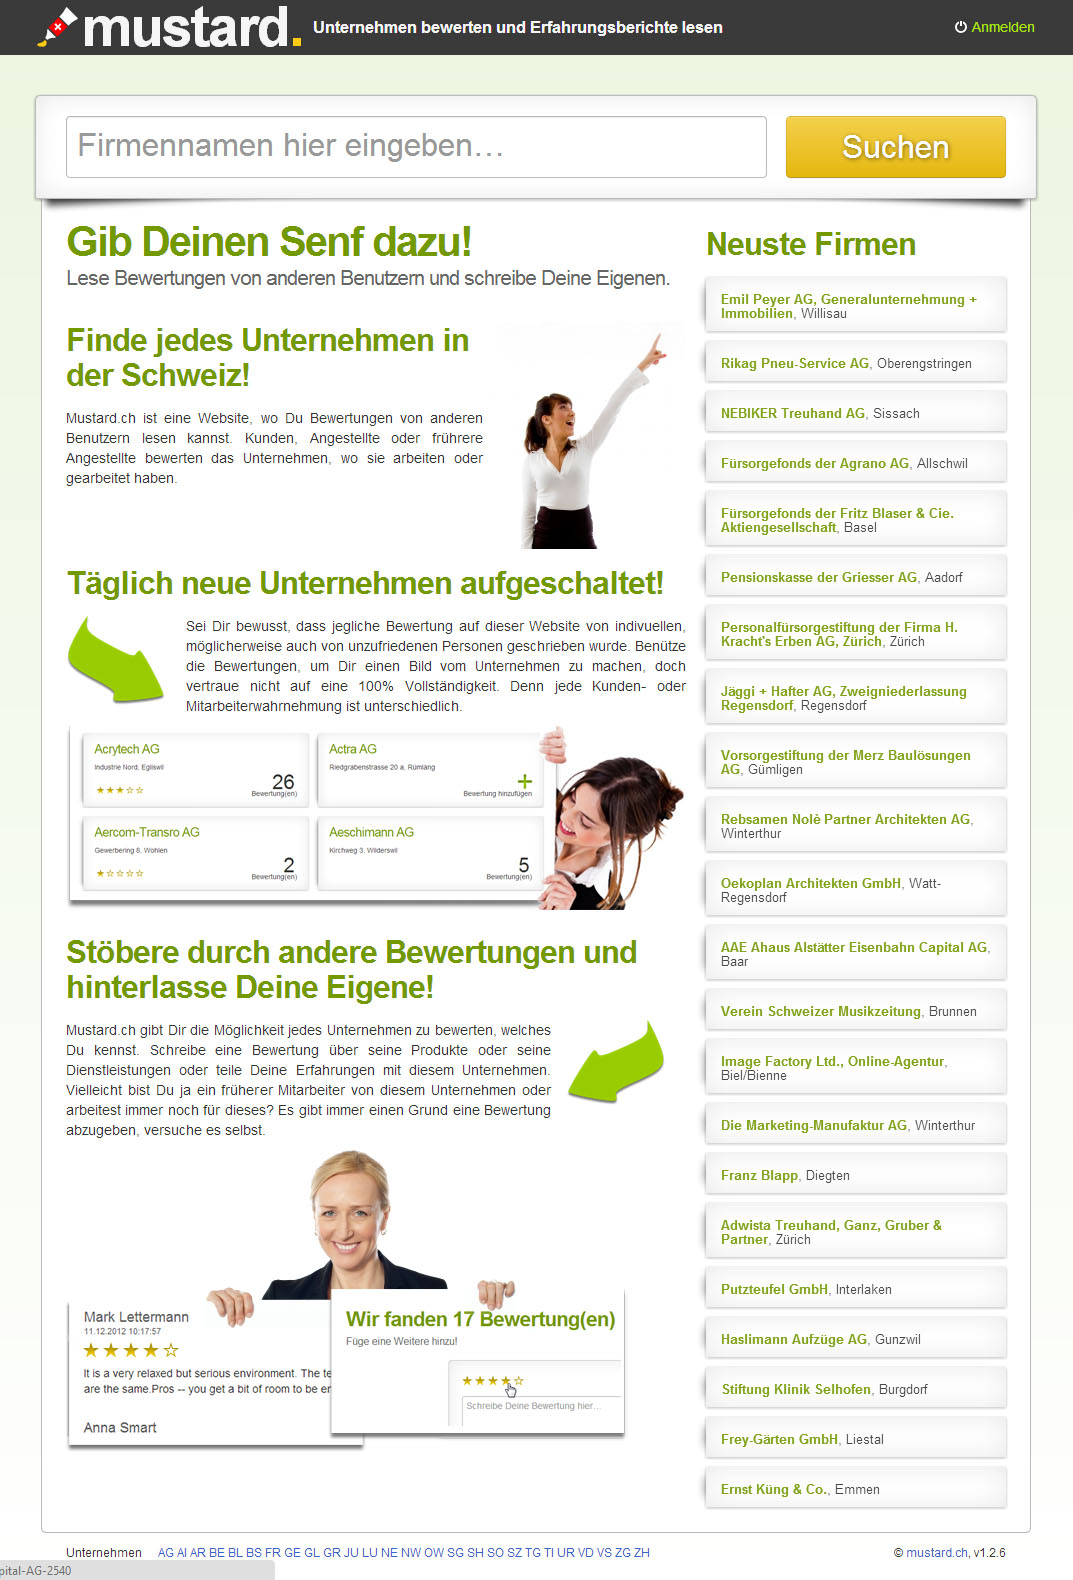 mustard.
Unternehmen bewerten und Erfahrungsberichte lesen
Anmelden
Firmennamen hier eingeben…
Suchen
Gib Deinen Senf dazu!
Lese Bewertungen von anderen Benutzern und schreibe Deine Eigenen.
Finde jedes Unternehmen in
der Schweiz!
Mustard.ch ist eine Website, wo Du Bewertungen von anderen
Benutzern lesen kannst. Kunden, Angestellte oder frührere
Angestellte bewerten das Unternehmen, wo sie arbeiten oder
gearbeitet haben.
Täglich neue Unternehmen aufgeschaltet!
Sei Dir bewusst, dass jegliche Bewertung auf dieser Website von indivuellen,
möglicherweise auch von unzufriedenen Personen geschrieben wurde. Benütze
die Bewertungen, um Dir einen Bild vom Unternehmen zu machen, doch
vertraue nicht auf eine 100% Vollständigkeit. Denn jede Kunden- oder
Mitarbeiterwahrnehmung ist unterschiedlich.
Acrytech AG
Industrie Nord, Egliswil
26
Bewertung(en)
Actra AG
Riedgrabenstrasse 20 a, Rümlang
+
Bewertung hinzufügen
Aercom-Transro AG
Gewerbering 8, Wohlen
2
Bewertung(en)
Aeschimann AG
Kirchweg 3, Wilderswil
5
Bewertung(en)
Stöbere durch andere Bewertungen und
hinterlasse Deine Eigene!
Mustard.ch gibt Dir die Möglichkeit jedes Unternehmen zu bewerten, welches
Du kennst. Schreibe eine Bewertung über seine Produkte oder seine
Dienstleistungen oder teile Deine Erfahrungen mit diesem Unternehmen.
Vielleicht bist Du ja ein früherer Mitarbeiter von diesem Unternehmen oder
arbeitest immer noch für dieses? Es gibt immer einen Grund eine Bewertung
abzugeben, versuche es selbst.
Mark Lettermann
11.12.2012 10:17:57
It is a very relaxed but serious environment. The te
are the same.Pros -- you get a bit of room to be er
Anna Smart
Wir fanden 17 Bewertung(en)
Füge eine Weitere hinzu!
Schreibe Deine Bewertung hier...
Neuste Firmen
Emil Peyer AG, Generalunternehmung +
Immobilien, Willisau
Rikag Pneu-Service AG, Oberengstringen
NEBIKER Treuhand AG, Sissach
Fürsorgefonds der Agrano AG, Allschwil
Fürsorgefonds der Fritz Blaser & Cie.
Aktiengesellschaft, Basel
Pensionskasse der Griesser AG, Aadorf
Personalfürsorgestiftung der Firma H.
Kracht's Erben AG, Zürich, Zürich
Jäggi + Hafter AG, Zweigniederlassung
Regensdorf, Regensdorf
Vorsorgestiftung der Merz Baulösungen
AG, Gümligen
Rebsamen Nolè Partner Architekten AG,
Winterthur
Oekoplan Architekten GmbH, Watt-
Regensdorf
AAE Ahaus Alstätter Eisenbahn Capital AG,
Baar
Verein Schweizer Musikzeitung, Brunnen
Image Factory Ltd., Online-Agentur,
Biel/Bienne
Die Marketing-Manufaktur AG, Winterthur
Franz Blapp, Diegten
Adwista Treuhand, Ganz, Gruber &
Partner, Zürich
Putzteufel GmbH, Interlaken
Haslimann Aufzüge AG, Gunzwil
Stiftung Klinik Selhofen, Burgdorf
Frey-Gärten GmbH, Liestal
Ernst Küng & Co., Emmen
Unternehmen AG AI AR BE BL BS FR GE GL GR JU LU NE NW OW SG SH SO SZ TG TI UR VD VS ZG ZH
© mustard.ch, v1.2.6
pital-AG-2540